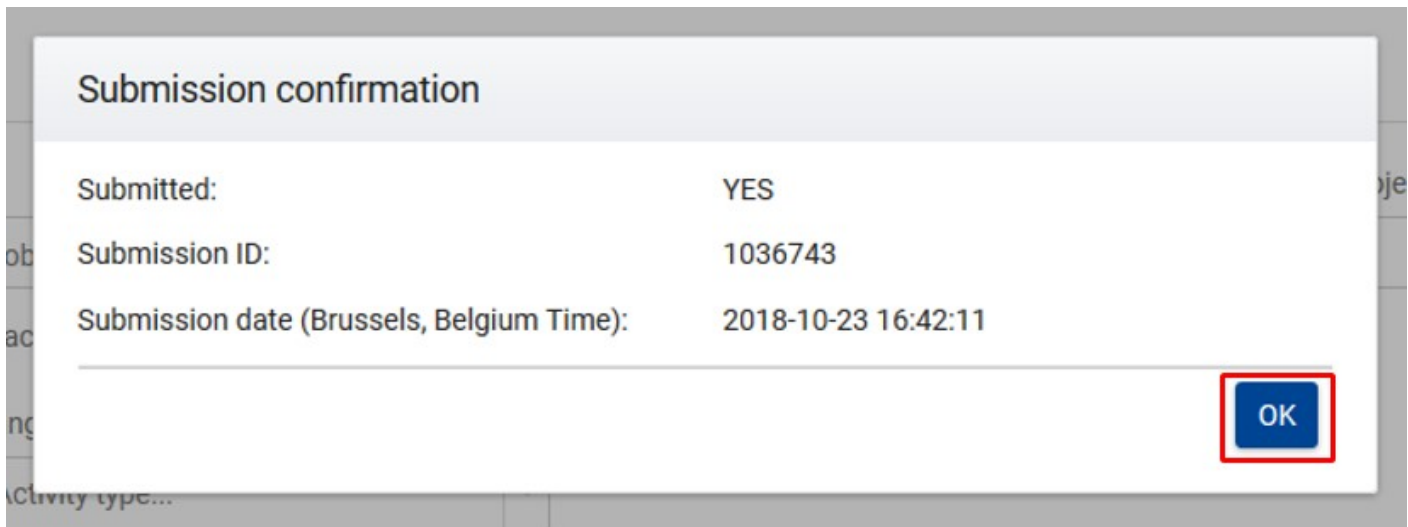 Submission confirmation
Submitted: YES
Submission ID: 1036743
Submission date (Brussels, Belgium Time): 2018-10-23 16:42:11
OK